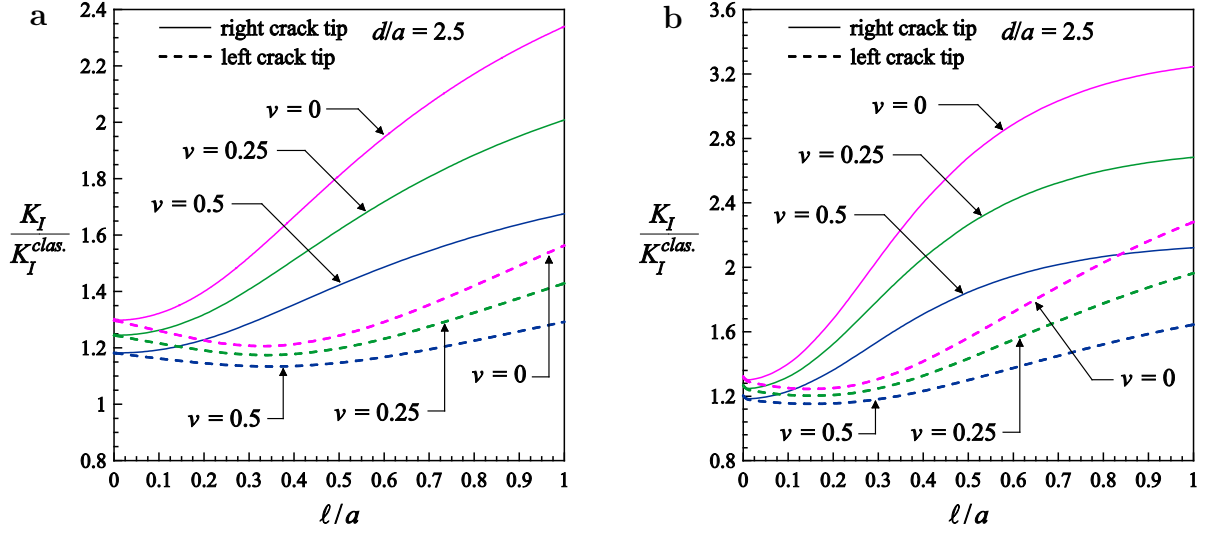 a
2.4
2.2
2
1.8
1.6
1.4
1.2
1
0.8
K_I
K_I^{clas.}
right crack tip d/a = 2.5
left crack tip
ν = 0
ν = 0.25
ν = 0.5
ν = 0
ν = 0.5
ν = 0.25
0 0.1 0.2 0.3 0.4 0.5 0.6 0.7 0.8 0.9 1
ℓ/a
b
3.6
3.2
2.8
2.4
2
1.6
1.2
0.8
K_I
K_I^{clas.}
right crack tip d/a = 2.5
left crack tip
ν = 0
ν = 0.25
ν = 0.5
ν = 0
ν = 0.5
ν = 0.25
0 0.1 0.2 0.3 0.4 0.5 0.6 0.7 0.8 0.9 1
ℓ/a